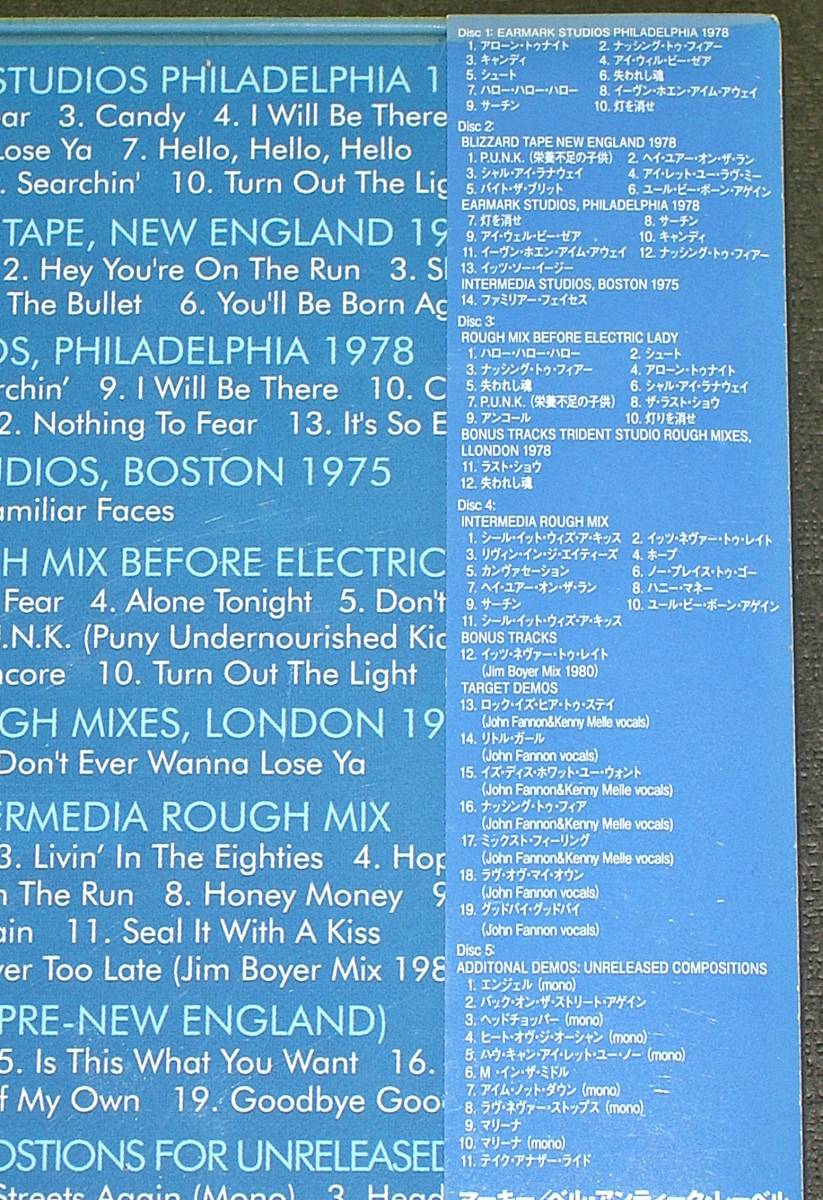 STUDIOS PHILADELPHIA 1
ear 3. Candy 4. I Will Be There
Lose Ya 7. Hello, Hello, Hello
. Searchin' 10. Turn Out The Lig
TAPE, NEW ENGLAND 19
2. Hey You're On The Run 3. S
The Bullet 6. You'll Be Born Ag
OS, PHILADELPHIA 1978
rchin' 9. I Will Be There 10. C
2. Nothing To Fear 13. It's So E
UDIOS, BOSTON 1975
amiliar Faces
H MIX BEFORE ELECTRIC
Fear 4. Alone Tonight 5. Don't
U.N.K. (Puny Undernourished Kid
ncore 10. Turn Out The Light
GH MIXES, LONDON 19
Don't Ever Wanna Lose Ya
ERMEDIA ROUGH MIX
3. Livin' In The Eighties 4. Hop
n The Run 8. Honey Money 9
ain 11. Seal It With A Kiss
ver Too Late (Jim Boyer Mix 198
(PRE-NEW ENGLAND)
5. Is This What You Want 16.
f My Own 19. Goodbye Goo
OSTIONS FOR UNRELEASED
Streets Again (Mono) 3. Head
Disc 1: EARMARK STUDIOS PHILADELPHIA 1978
1. アローン・トゥナイト 2. ナッシング・トゥ・フィアー
3. キャンディ 4. アイ・ウィル・ビー・ゼア
5. シュート 6. 失われし魂
7. ハロー・ハロー・ハロー 8. イーヴン・ホエン・アイム・アウェイ
9. サーチン 10. 灯を消せ
Disc 2:
BLIZZARD TAPE NEW ENGLAND 1978
1. P.U.N.K. (栄養不足の子供) 2. ヘイ・ユアー・オン・ザ・ラン
3. シャル・アイ・ラナウェイ 4. アイ・レット・ユー・ラヴ・ミー
5. バイト・ザ・ブリット 6. ユール・ビー・ボーン・アゲイン
EARMARK STUDIOS, PHILADELPHIA 1978
7. 灯を消せ 8. サーチン
9. アイ・ウェル・ビー・ゼア 10. キャンディ
11. イーヴン・ホエン・アイム・アウェイ 12. ナッシング・トゥ・フィアー
13. イッツ・ソー・イージー
INTERMEDIA STUDIOS, BOSTON 1975
14. ファミリアー・フェイセス
Disc 3:
ROUGH MIX BEFORE ELECTRIC LADY
1. ハロー・ハロー・ハロー 2. シュート
3. ナッシング・トゥ・フィアー 4. アローン・トゥナイト
5. 失われし魂 6. シャル・アイ・ラナウェイ
7. P.U.N.K. (栄養不足の子供) 8. ザ・ラスト・ショウ
9. アンコール 10. 灯りを消せ
BONUS TRACKS TRIDENT STUDIO ROUGH MIXES,
LLONDON 1978
11. ラスト・ショウ
12. 失われし魂
Disc 4:
INTERMEDIA ROUGH MIX
1. シール・イット・ウィズ・ア・キッス 2. イッツ・ネヴァー・トゥ・レイト
3. リヴィン・イン・ジ・エイティーズ 4. ホープ
5. カンヴァセーション 6. ノー・プレイス・トゥ・ゴー
7. ヘイ・ユアー・オン・ザ・ラン 8. ハニー・マネー
9. サーチン 10. ユール・ビー・ボーン・アゲイン
11. シール・イット・ウィズ・ア・キッス
BONUS TRACKS
12. イッツ・ネヴァー・トゥ・レイト
(Jim Boyer Mix 1980)
TARGET DEMOS
13. ロック・イズ・ヒア・トゥ・ステイ
(John Fannon&Kenny Melle vocals)
14. リトル・ガール
(John Fannon vocals)
15. イズ・ディス・ホワット・ユー・ウォント
(John Fannon&Kenny Melle vocals)
16. ナッシング・トゥ・フィア
(John Fannon&Kenny Melle vocals)
17. ミックスト・フィーリング
(John Fannon&Kenny Melle vocals)
18. ラヴ・オヴ・マイ・オウン
(John Fannon vocals)
19. グッドバイ・グッドバイ
(John Fannon vocals)
Disc 5:
ADDITONAL DEMOS: UNRELEASED COMPOSITIONS
1. エンジェル (mono)
2. バック・オン・ザ・ストリート・アゲイン
3. ヘッドチョッパー (mono)
4. ヒート・オヴ・ジ・オーシャン (mono)
5. ハウ・キャン・アイ・レット・ユー・ノー (mono)
6. M・イン・ザ・ミドル
7. アイム・ノット・ダウン (mono)
8. ラヴ・ネヴァー・ストップス (mono)
9. マリーナ
10. マリーナ (mono)
11. テイク・アナザー・ライド
マーキー／ベル・アンティーク・レーベル